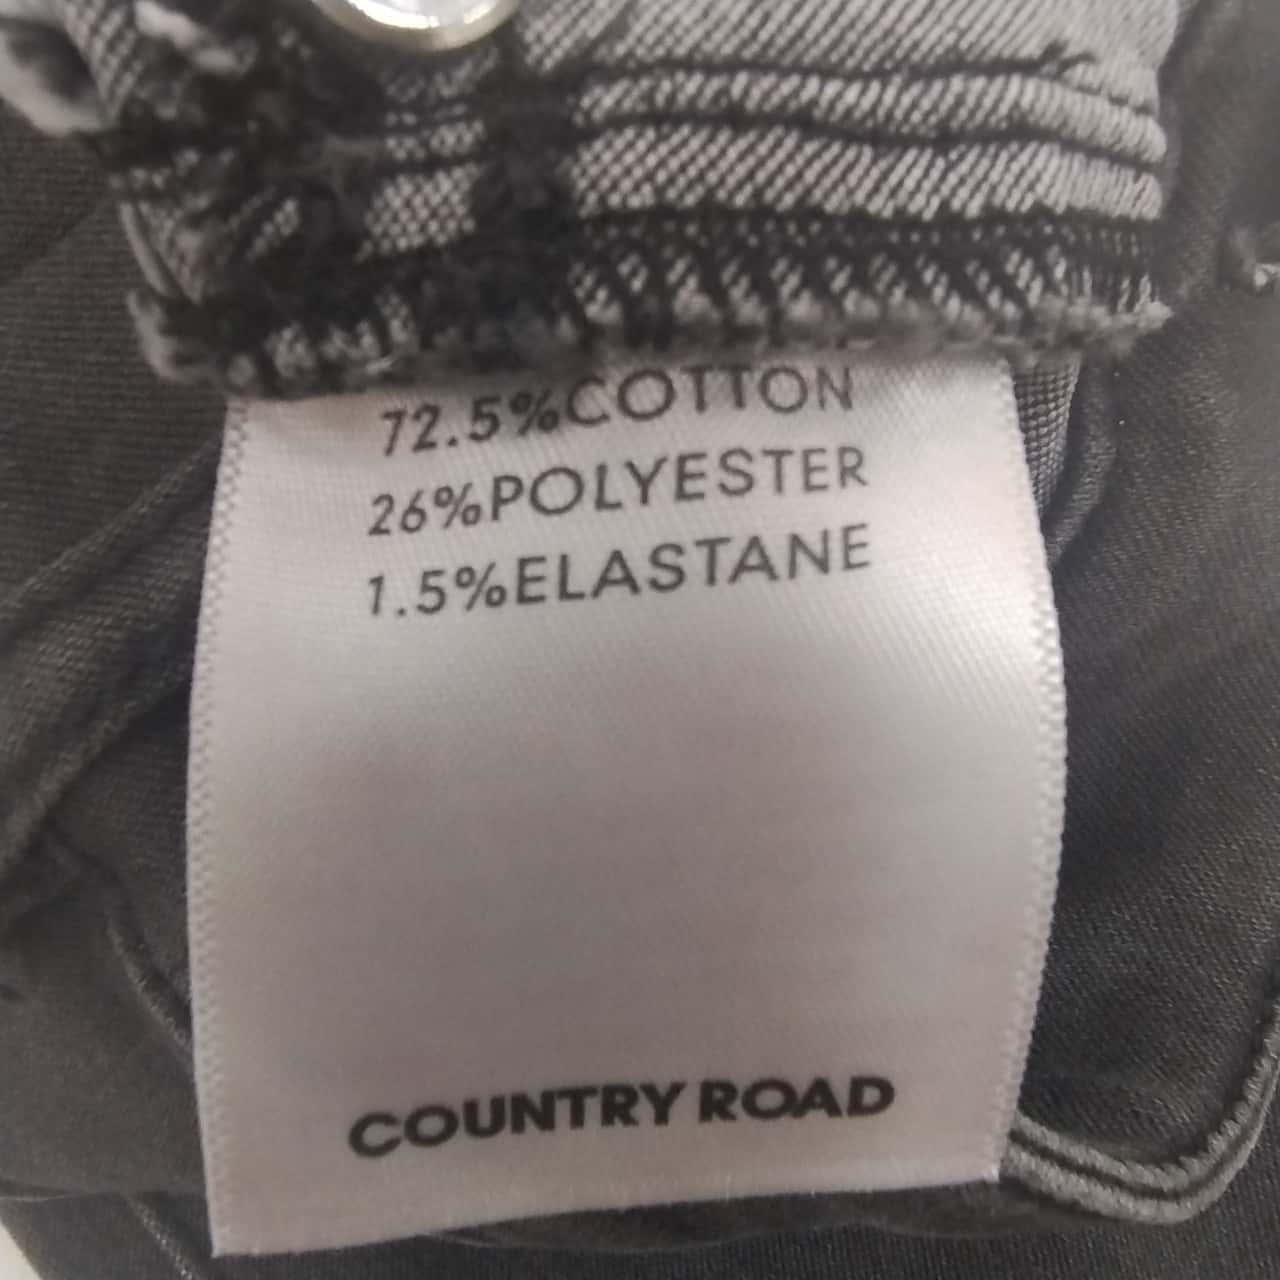 72.5%COTTON
26%POLYESTER
1.5%ELASTANE
COUNTRY ROAD